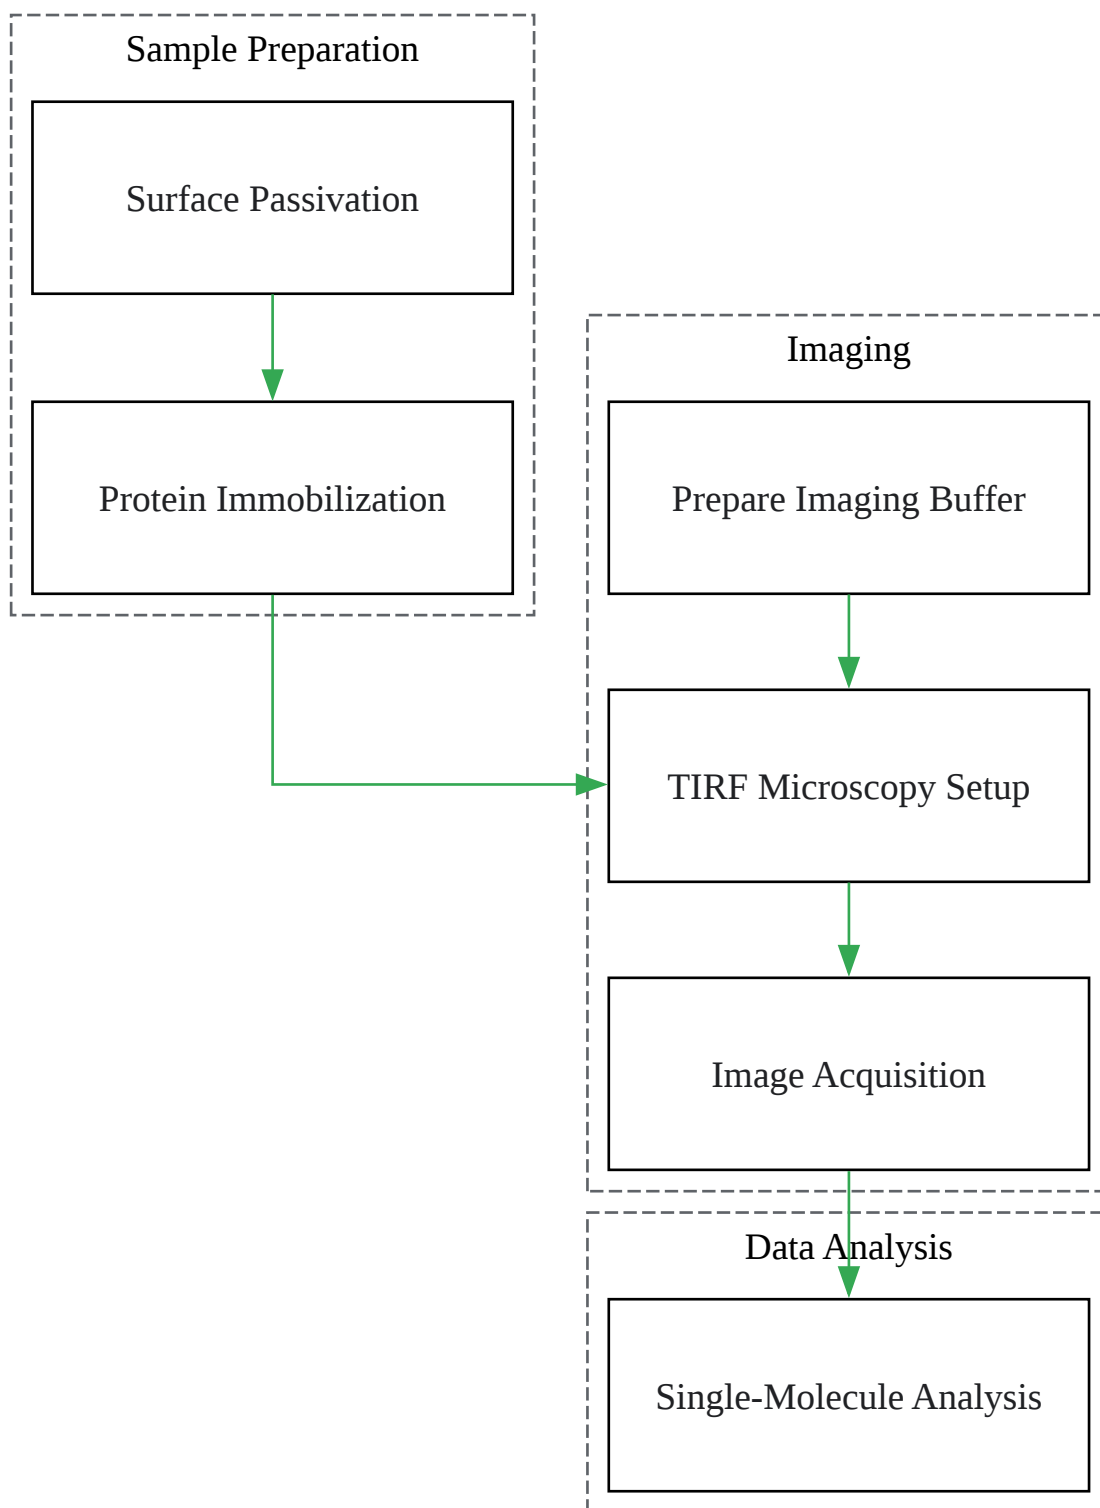 Sample Preparation
Surface Passivation
Protein Immobilization
Imaging
Prepare Imaging Buffer
TIRF Microscopy Setup
Image Acquisition
Data Analysis
Single-Molecule Analysis